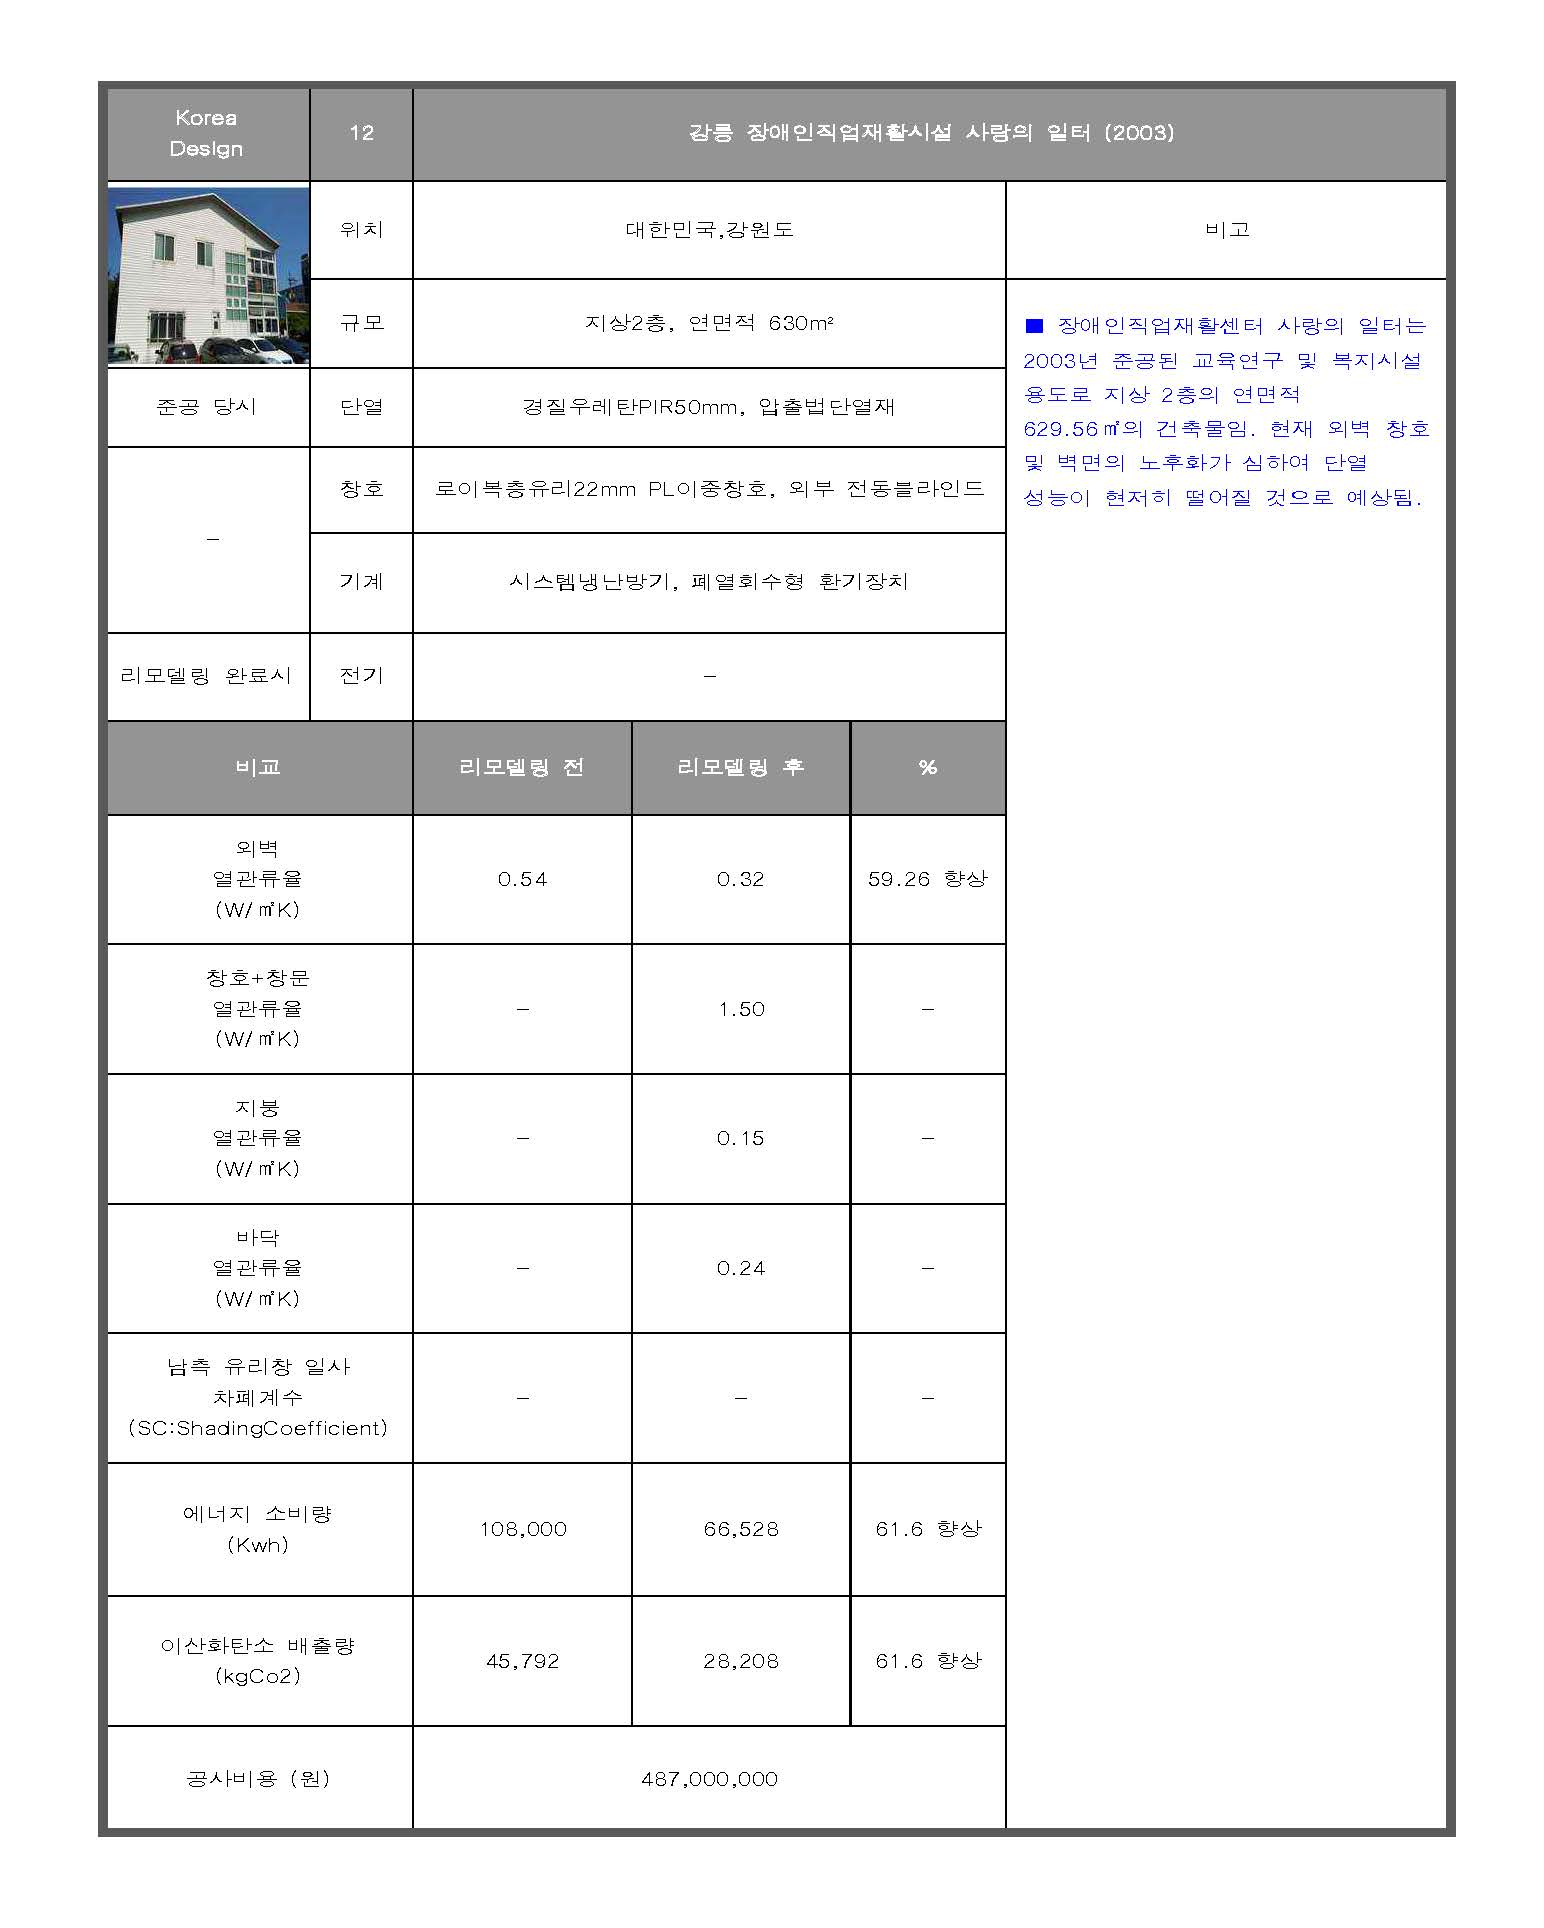 Korea
Design
12
강릉 장애인직업재활시설 사랑의 일터 (2003)
위치
대한민국,강원도
비고
규모
지상2층, 연면적 630m²
■ 장애인직업재활센터 사랑의 일터는
2003년 준공된 교육연구 및 복지시설
용도로 지상 2층의 연면적
629.56㎡의 건축물임. 현재 외벽 창호
및 벽면의 노후화가 심하여 단열
성능이 현저히 떨어질 것으로 예상됨.
준공 당시
단열
경질우레탄PIR50mm, 압출법단열재
-
창호
로이복층유리22mm PL이중창호, 외부 전동블라인드
기계
시스템냉난방기, 폐열회수형 환기장치
리모델링 완료시
전기
-
비교
리모델링 전
리모델링 후
%
외벽
열관류율
(W/㎡K)
0.54
0.32
59.26 향상
창호+창문
열관류율
(W/㎡K)
-
1.50
-
지붕
열관류율
(W/㎡K)
-
0.15
-
바닥
열관류율
(W/㎡K)
-
0.24
-
남측 유리창 일사
차폐계수
(SC:ShadingCoefficient)
-
-
-
에너지 소비량
(Kwh)
108,000
66,528
61.6 향상
이산화탄소 배출량
(kgCo2)
45,792
28,208
61.6 향상
공사비용 (원)
487,000,000